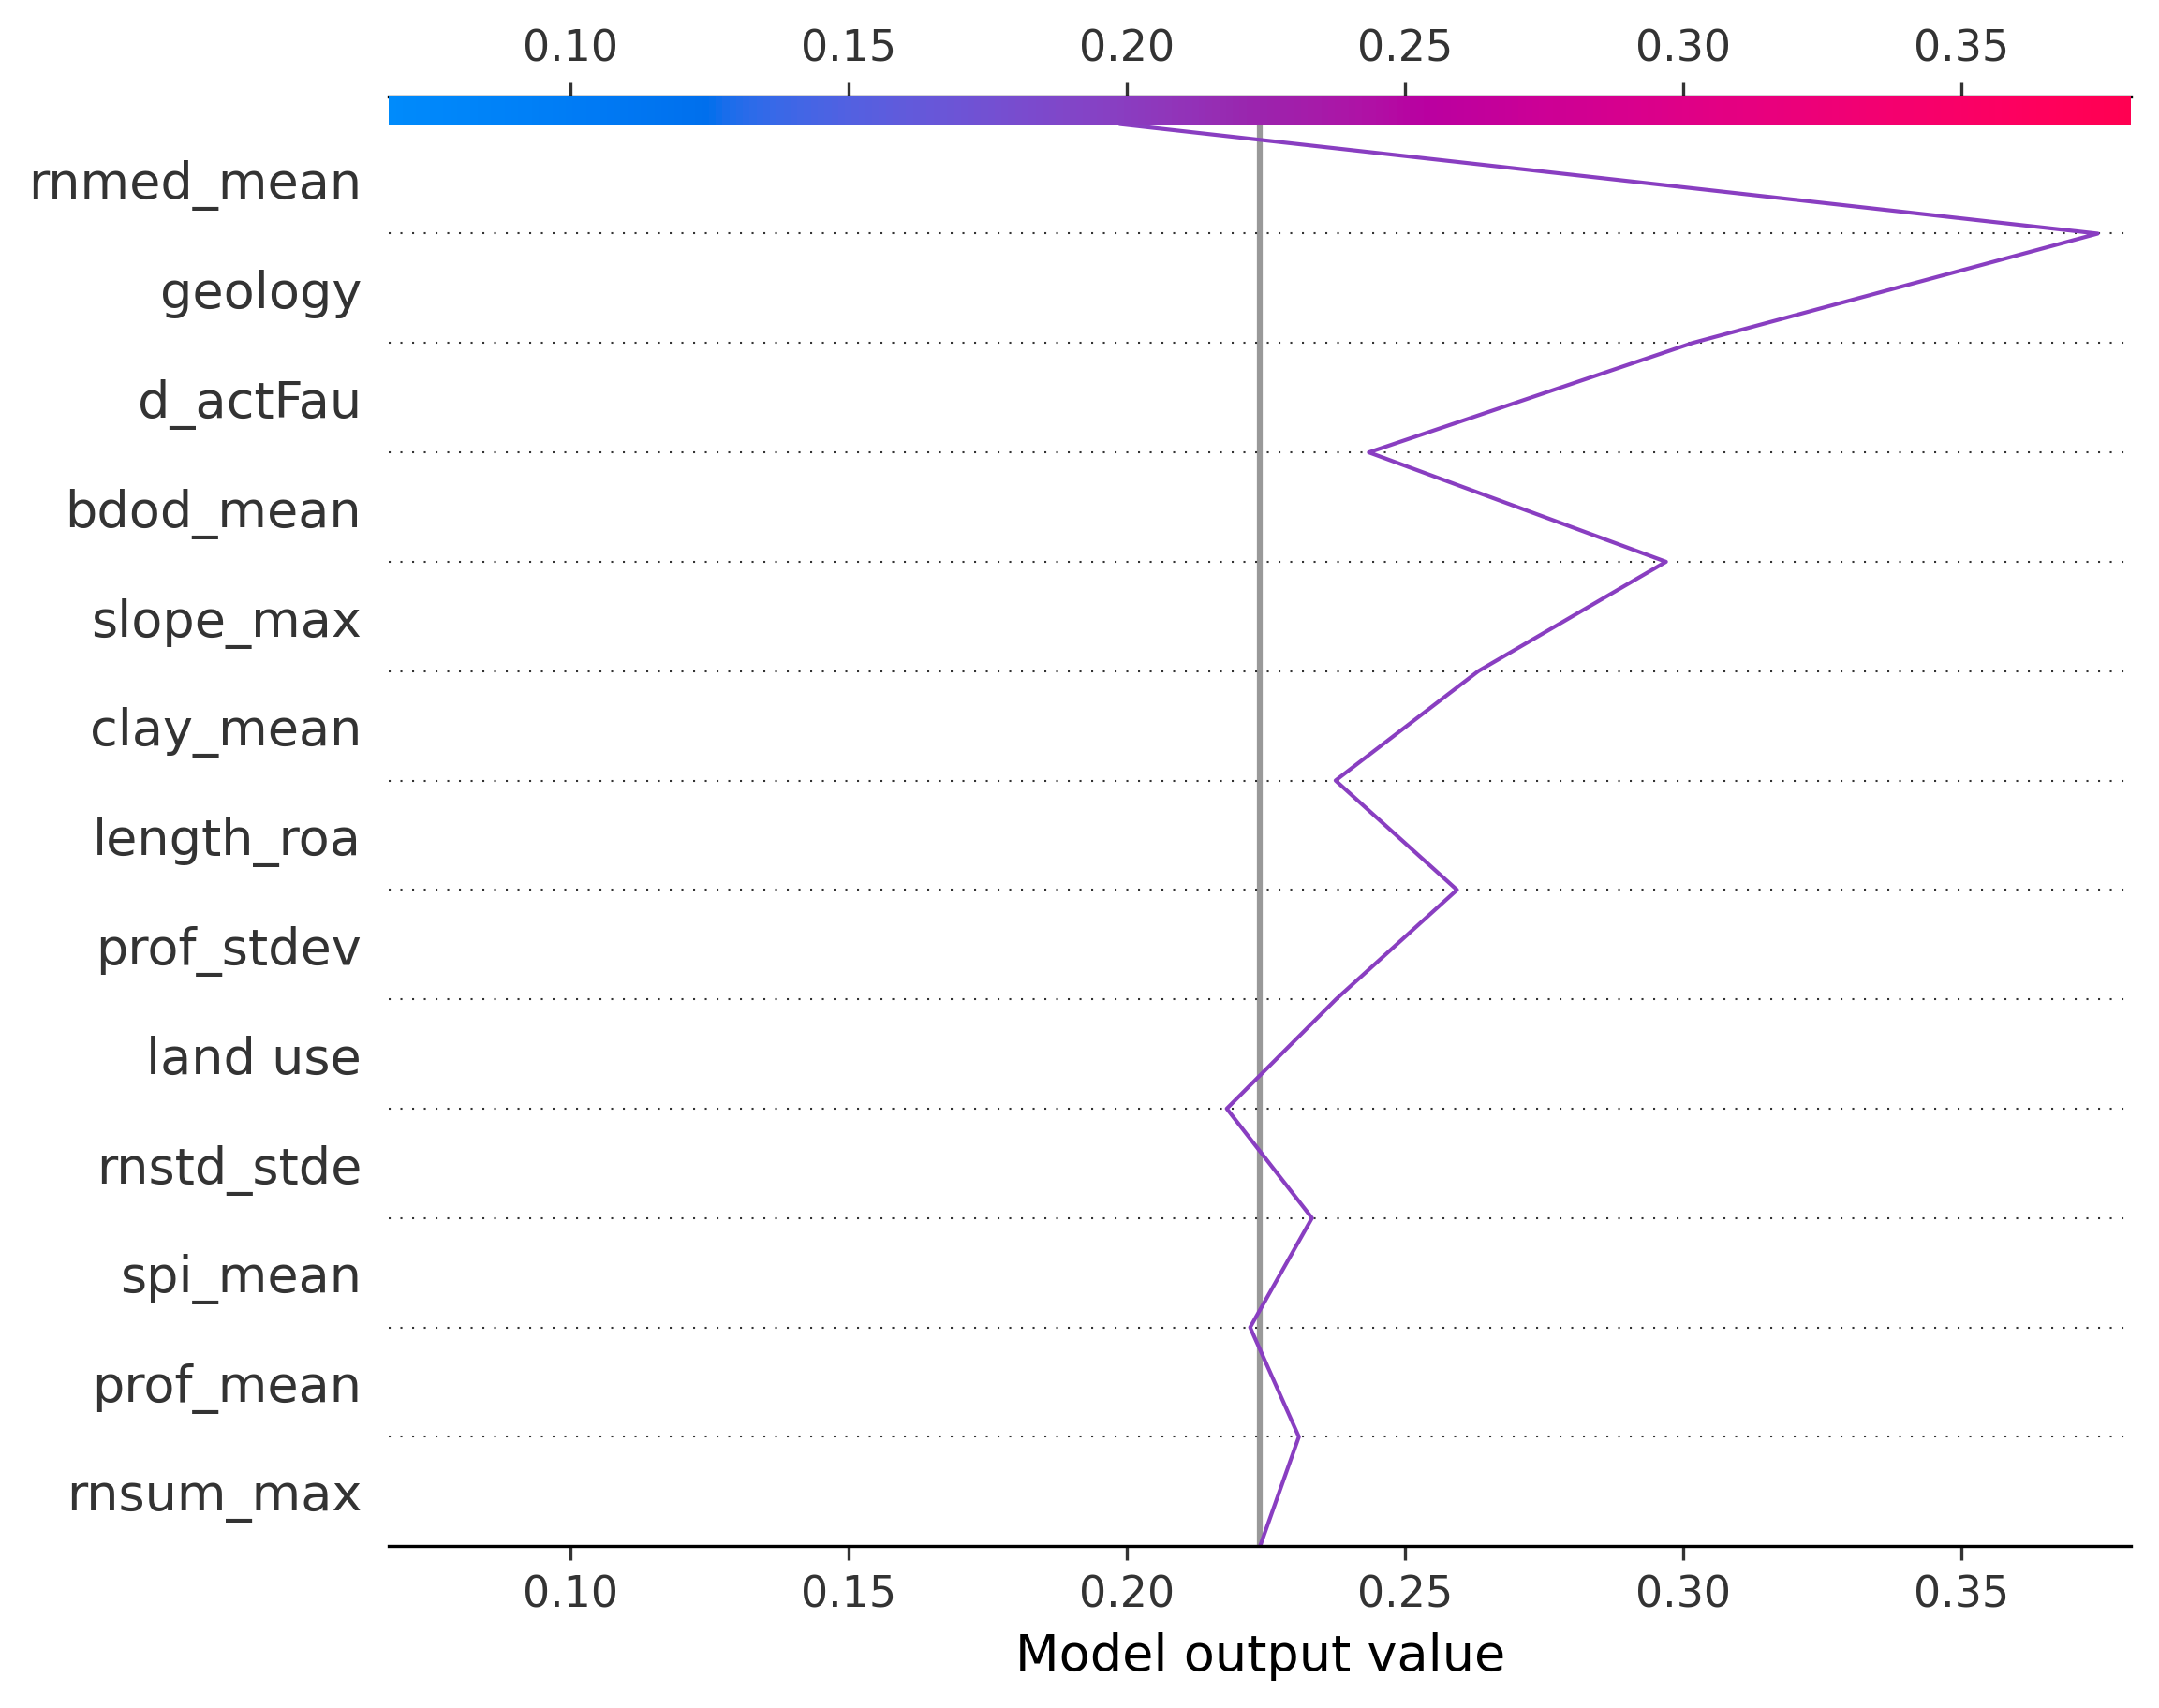 0.10 0.15 0.20 0.25 0.30 0.35
rnmed_mean
geology
d_actFau
bdod_mean
slope_max
clay_mean
length_roa
prof_stdev
land use
rnstd_stde
spi_mean
prof_mean
rnsum_max
0.10 0.15 0.20 0.25 0.30 0.35
Model output value